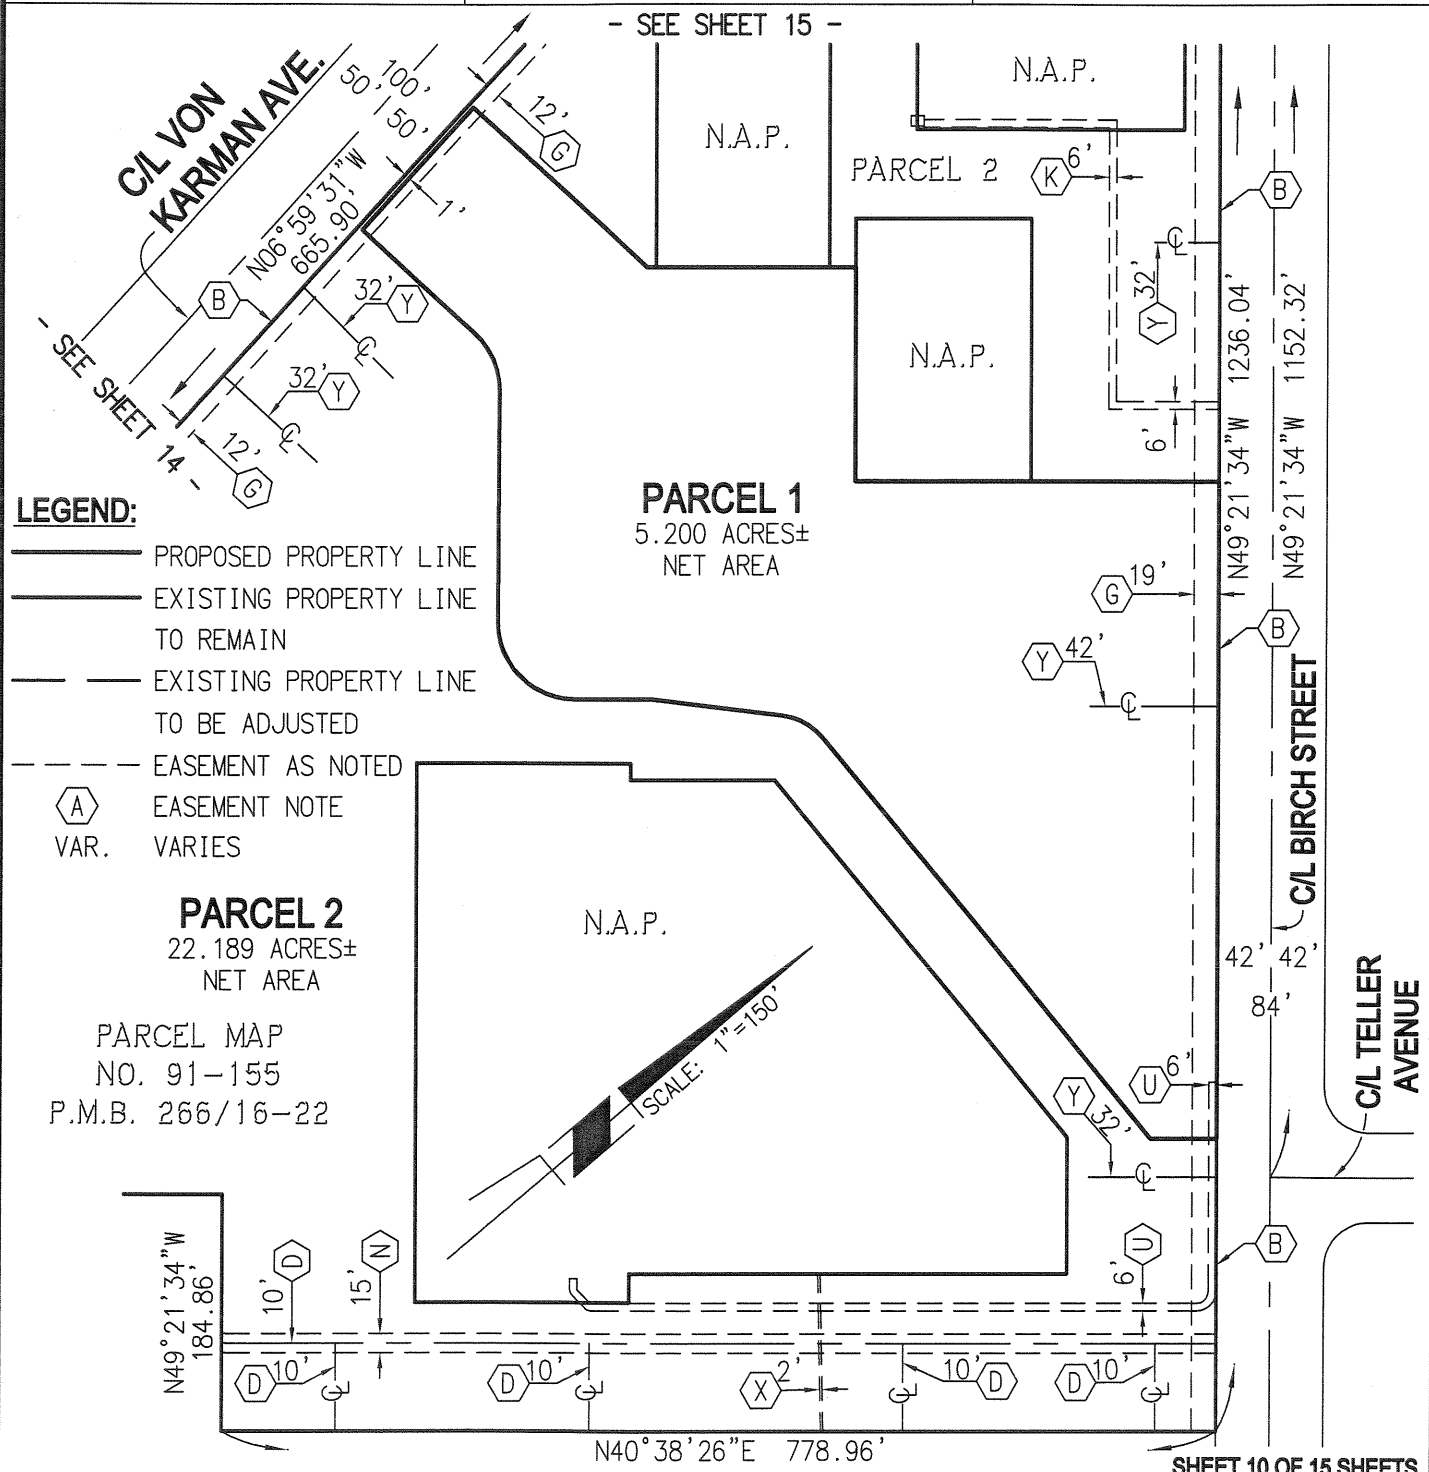 - SEE SHEET 15 -
C/L VON
KARMAN AVE.
50' 100'
50'
12'
G
N.A.P.
N.A.P.
PARCEL 2
K 6'
B
N06°59'31"W
665.90'
1'
B
32' Y
C/L
32' Y
C/L
12'
G
- SEE SHEET 14 -
N.A.P.
C/L
32'
Y
6'
N49°21'34"W 1236.04'
N49°21'34"W 1152.32'
LEGEND:
PROPOSED PROPERTY LINE
EXISTING PROPERTY LINE
TO REMAIN
EXISTING PROPERTY LINE
TO BE ADJUSTED
EASEMENT AS NOTED
A EASEMENT NOTE
VAR. VARIES
PARCEL 1
5.200 ACRES±
NET AREA
G 19'
B
Y 42'
C/L
C/L BIRCH STREET
PARCEL 2
22.189 ACRES±
NET AREA
PARCEL MAP
NO. 91-155
P.M.B. 266/16-22
N.A.P.
SCALE: 1"=150'
42' 42'
84'
C/L TELLER
AVENUE
U 6'
Y 32'
C/L
B
N49°21'34"W
184.86'
10' D
15' N
6' U
D 10'
C/L
D 10'
C/L
X 2'
10' D
C/L
D 10'
C/L
N40°38'26"E 778.96'
SHEET 10 OF 15 SHEETS